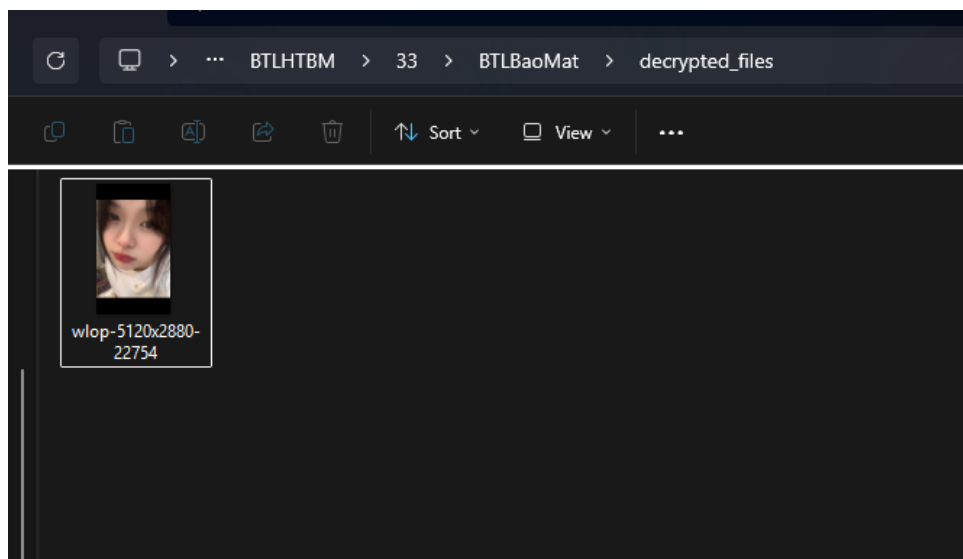 … BTLHTBM > 33 > BTLBaoMat > decrypted_files
Sort View …
wlop-5120x2880-
22754